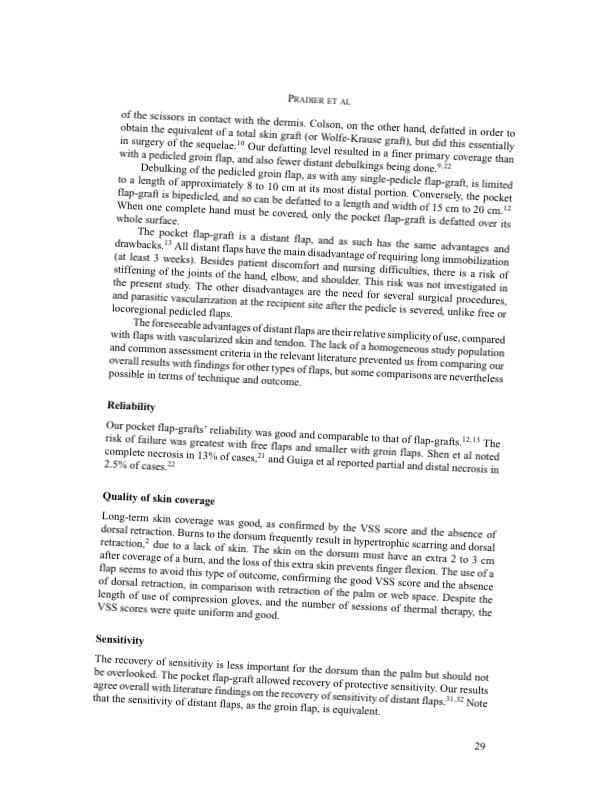 PRADIER ET AL
of the scissors in contact with the dermis. Colson, on the other hand, defatted in order to
obtain the equivalent of a total skin graft (or Wolfe-Krause graft), but did this essentially
in surgery of the sequelae.10 Our defatting level resulted in a finer primary coverage than
with a pedicled groin flap, and also fewer distant debulkings being done.9,22
Debulking of the pedicled groin flap, as with any single-pedicle flap-graft, is limited
to a length of approximately 8 to 10 cm at its most distal portion. Conversely, the pocket
flap-graft is bipedicled, and so can be defatted to a length and width of 15 cm to 20 cm.12
When one complete hand must be covered, only the pocket flap-graft is defatted over its
whole surface.
The pocket flap-graft is a distant flap, and as such has the same advantages and
drawbacks.13 All distant flaps have the main disadvantage of requiring long immobilization
(at least 3 weeks). Besides patient discomfort and nursing difficulties, there is a risk of
stiffening of the joints of the hand, elbow, and shoulder. This risk was not investigated in
the present study. The other disadvantages are the need for several surgical procedures,
and parasitic vascularization at the recipient site after the pedicle is severed, unlike free or
locoregional pedicled flaps.
The foreseeable advantages of distant flaps are their relative simplicity of use, compared
with flaps with vascularized skin and tendon. The lack of a homogeneous study population
and common assessment criteria in the relevant literature prevented us from comparing our
overall results with findings for other types of flaps, but some comparisons are nevertheless
possible in terms of technique and outcome.
Reliability
Our pocket flap-grafts' reliability was good and comparable to that of flap-grafts.12,13 The
risk of failure was greatest with free flaps and smaller with groin flaps. Shen et al noted
complete necrosis in 13% of cases,21 and Guiga et al reported partial and distal necrosis in
2.5% of cases.22
Quality of skin coverage
Long-term skin coverage was good, as confirmed by the VSS score and the absence of
dorsal retraction. Burns to the dorsum frequently result in hypertrophic scarring and dorsal
retraction,2 due to a lack of skin. The skin on the dorsum must have an extra 2 to 3 cm
after coverage of a burn, and the loss of this extra skin prevents finger flexion. The use of a
flap seems to avoid this type of outcome, confirming the good VSS score and the absence
of dorsal retraction, in comparison with retraction of the palm or web space. Despite the
length of use of compression gloves, and the number of sessions of thermal therapy, the
VSS scores were quite uniform and good.
Sensitivity
The recovery of sensitivity is less important for the dorsum than the palm but should not
be overlooked. The pocket flap-graft allowed recovery of protective sensitivity. Our results
agree overall with literature findings on the recovery of sensitivity of distant flaps.31,32 Note
that the sensitivity of distant flaps, as the groin flap, is equivalent.
29